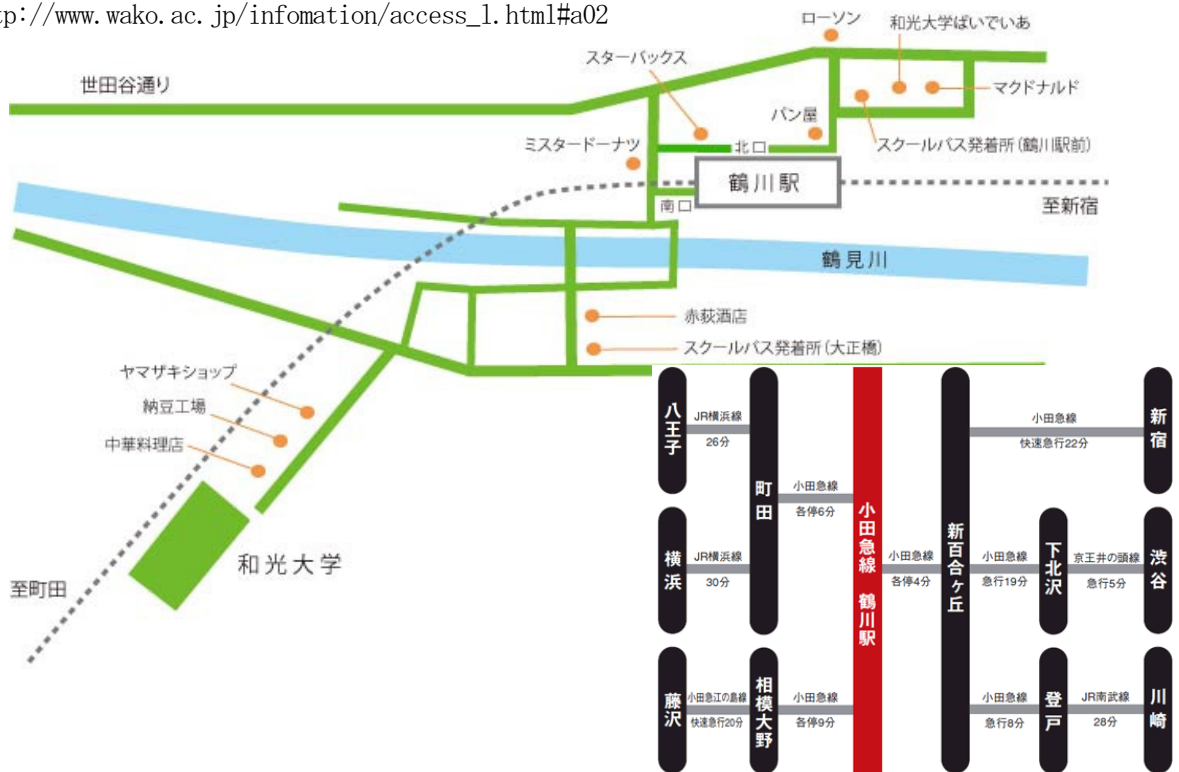 tp://www.wako.ac.jp/infomation/access_1.html#a02
ローソン
和光大学ぱいでいあ
スターバックス
世田谷通り
マクドナルド
パン屋
ミスタードーナツ
北口
スクールバス発着所(鶴川駅前)
鶴川駅
南口
至新宿
鶴見川
赤荻酒店
スクールバス発着所(大正橋)
ヤマザキショップ
納豆工場
中華料理店
和光大学
至町田
八王子
JR横浜線
26分
町田
小田急線
各停6分
小田急線 鶴川駅
新百合ヶ丘
小田急線
快速急行22分
新宿
横浜
JR横浜線
30分
小田急線
各停4分
小田急線
急行19分
下北沢
京王井の頭線
急行5分
渋谷
藤沢
小田急江の島線
快速急行20分
相模大野
小田急線
各停9分
小田急線
急行8分
登戸
JR南武線
28分
川崎